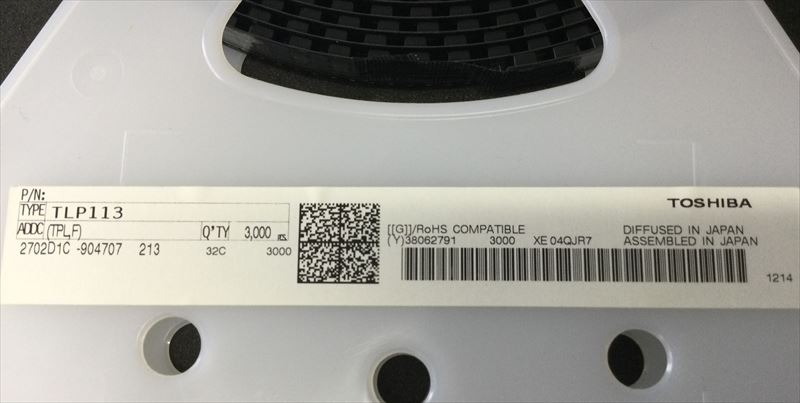 P/N:
TYPE TLP113
ADDC (TPL,F) Q'TY 3,000 PCS.
2702D1C -904707 213 32C 3000
TOSHIBA
[[G]]/RoHS COMPATIBLE DIFFUSED IN JAPAN
(Y)38062791 3000 XE 04QJR7 ASSEMBLED IN JAPAN
1214